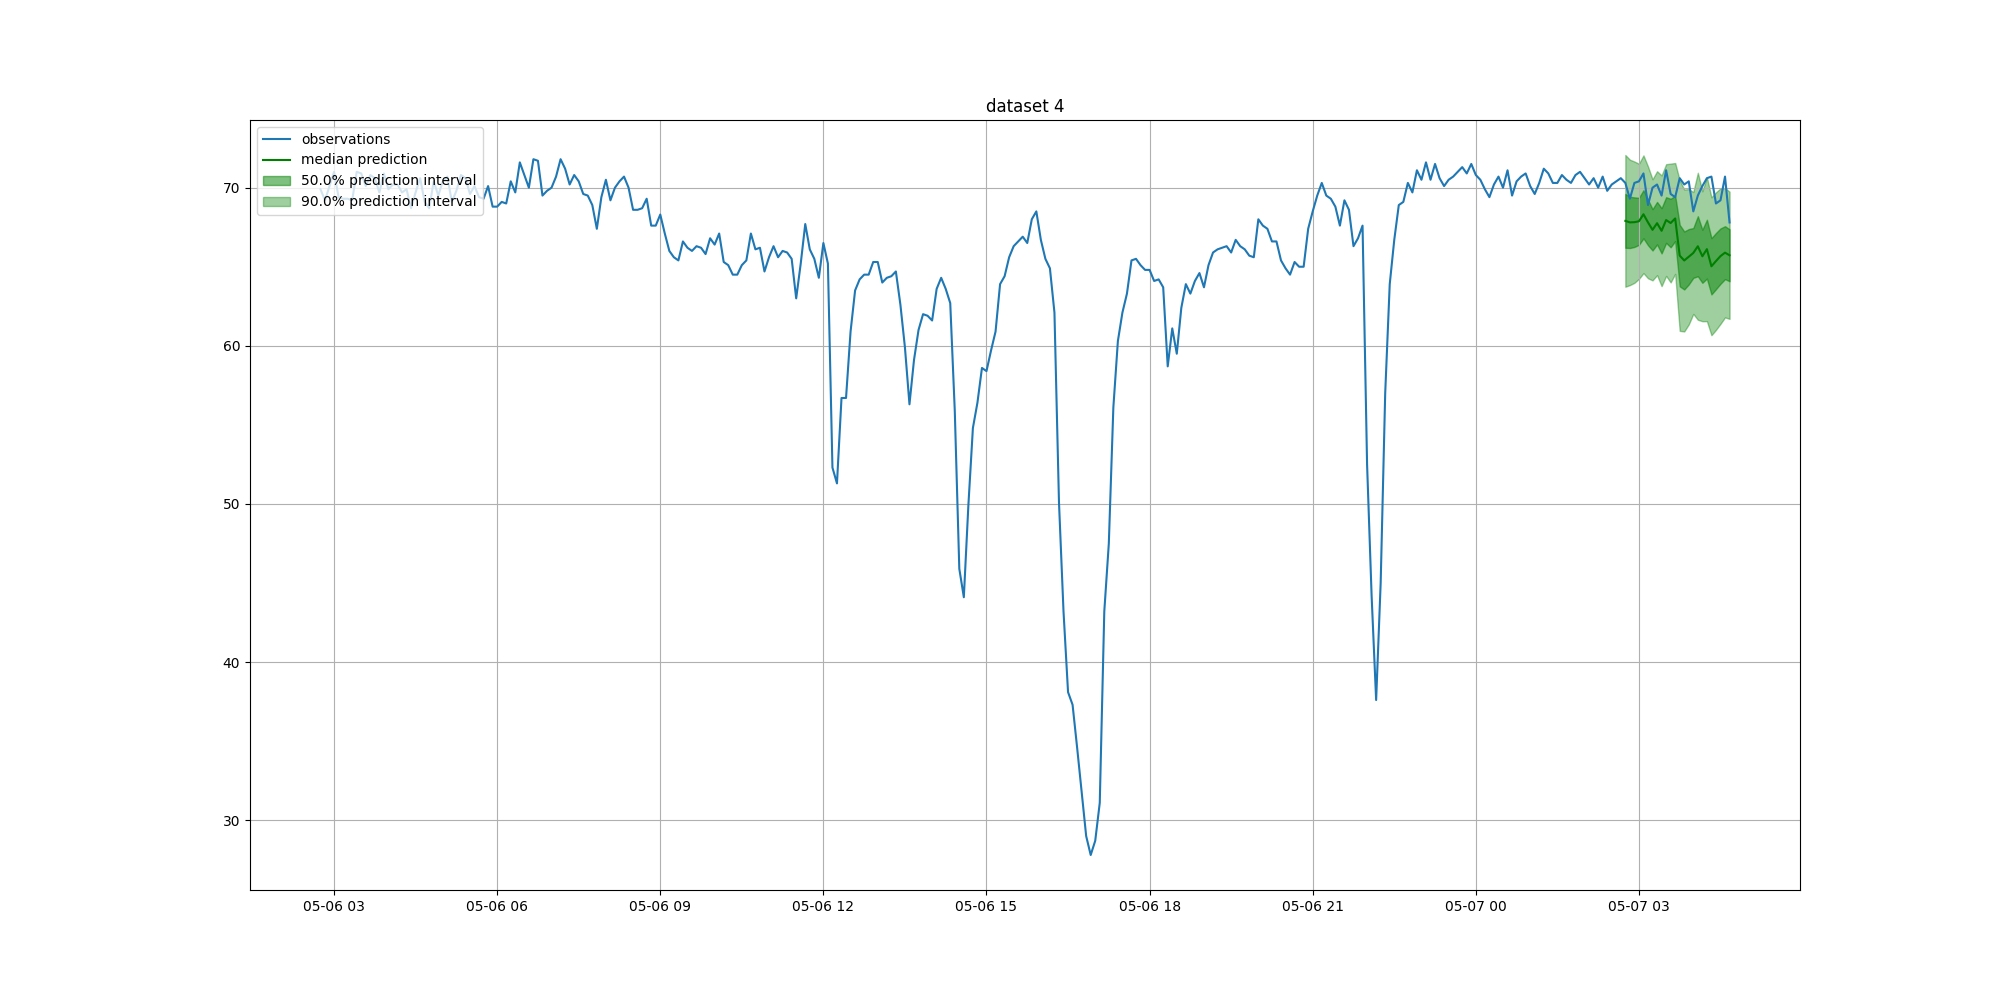 dataset 4
observations
median prediction
50.0% prediction interval
90.0% prediction interval
70
60
50
40
30
05-06 03
05-06 06
05-06 09
05-06 12
05-06 15
05-06 18
05-06 21
05-07 00
05-07 03